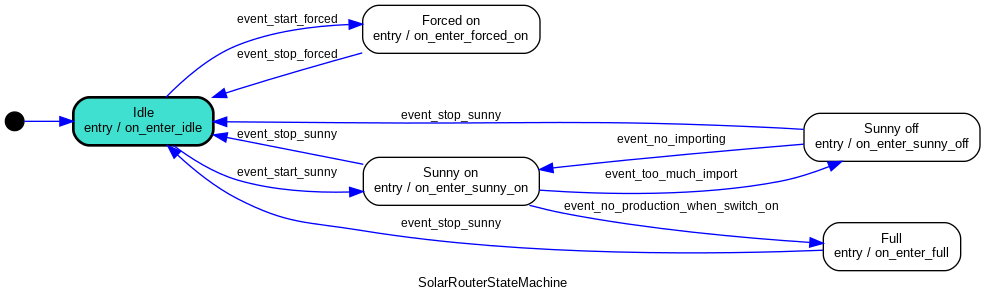 event_start_forced
Forced on
entry / on_enter_forced_on
event_stop_forced
Idle
entry / on_enter_idle
event_stop_sunny
event_stop_sunny
event_start_sunny
Sunny on
entry / on_enter_sunny_on
event_no_importing
event_too_much_import
Sunny off
entry / on_enter_sunny_off
event_no_production_when_switch_on
event_stop_sunny
Full
entry / on_enter_full
SolarRouterStateMachine